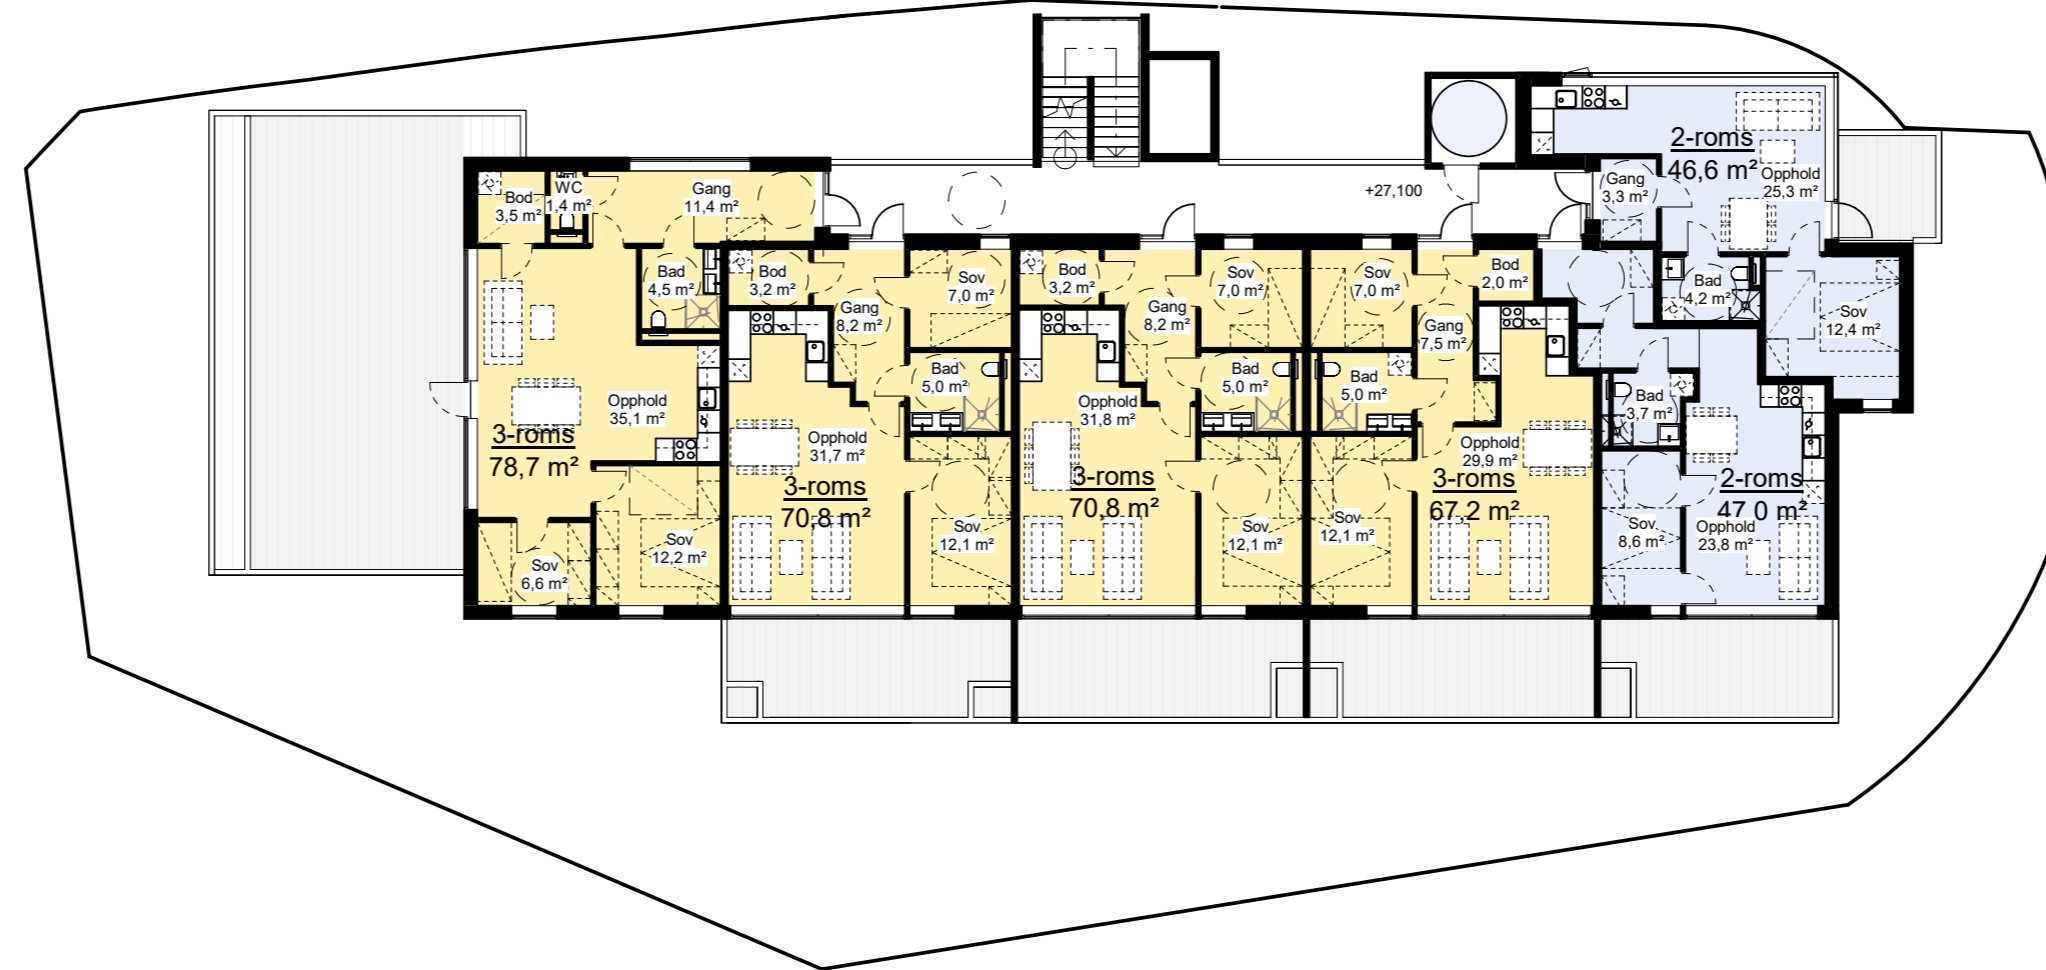 Bod
3,5 m²
WC
1,4 m²
Gang
11,4 m²
Bad
4,5 m²
Opphold
35,1 m²
3-roms
78,7 m²
Sov
12,2 m²
Sov
6,6 m²
Bod
3,2 m²
Gang
8,2 m²
Sov
7,0 m²
Bad
5,0 m²
Opphold
31,7 m²
3-roms
70,8 m²
Sov
12,1 m²
Bod
3,2 m²
Gang
8,2 m²
Sov
7,0 m²
Bad
5,0 m²
Opphold
31,8 m²
3-roms
70,8 m²
Sov
12,1 m²
+27,100
Sov
7,0 m²
Bod
2,0 m²
Gang
7,5 m²
Bad
5,0 m²
Opphold
29,9 m²
3-roms
67,2 m²
Sov
12,1 m²
2-roms
46,6 m²
Opphold
25,3 m²
Gang
3,3 m²
Bad
4,2 m²
Sov
12,4 m²
Bad
3,7 m²
2-roms
47,0 m²
Opphold
23,8 m²
Sov
8,6 m²